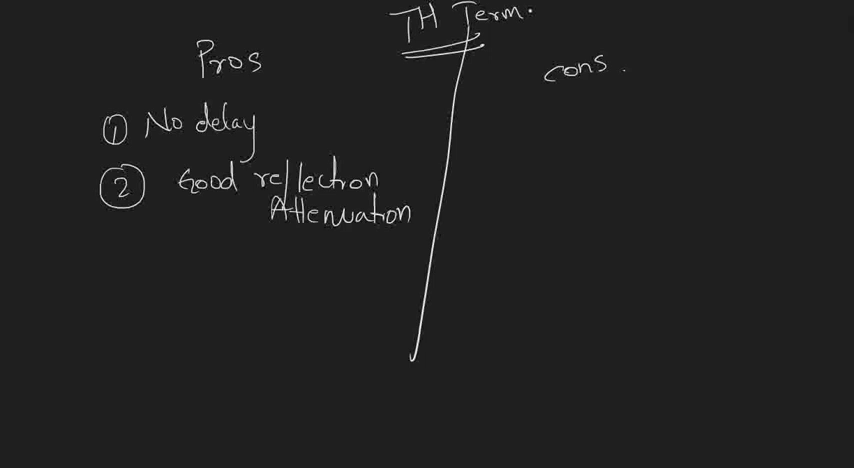 TH Term.
Pros
cons.
① No delay
② Good reflection
Attenuation